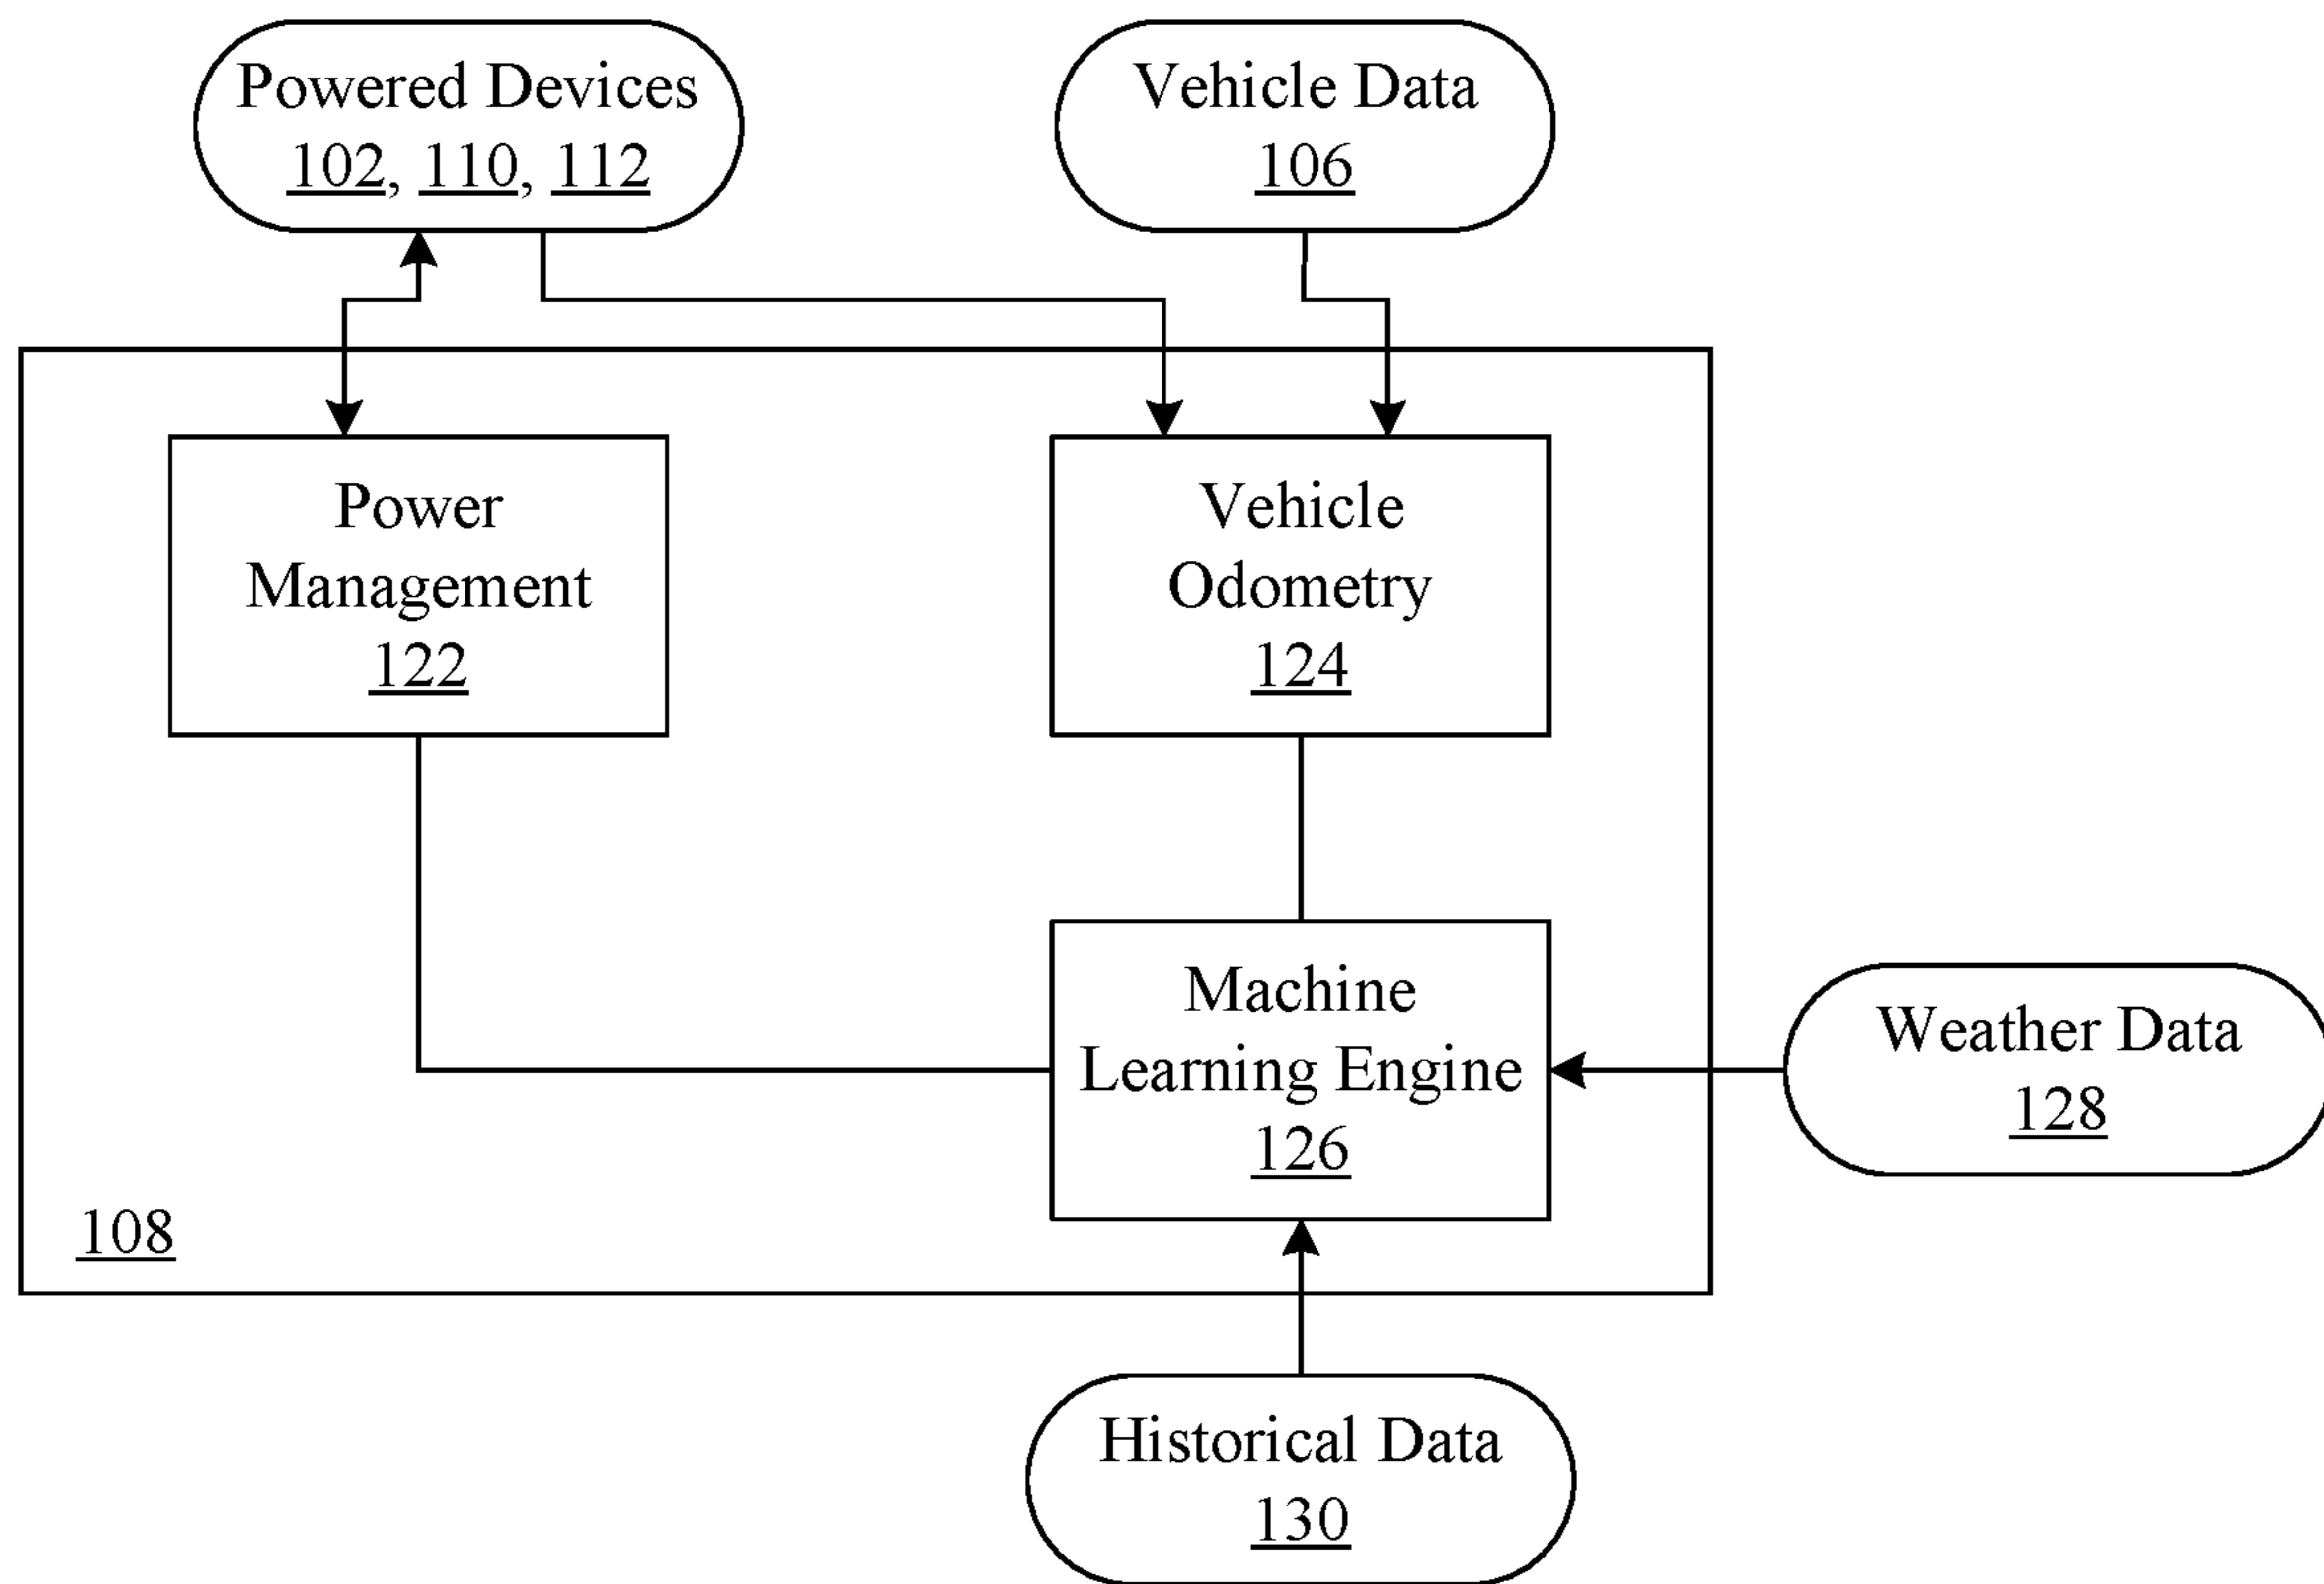 Powered Devices
102, 110, 112
Vehicle Data
106
Power
Management
122
Vehicle
Odometry
124
Machine
Learning Engine
126
Weather Data
128
108
Historical Data
130